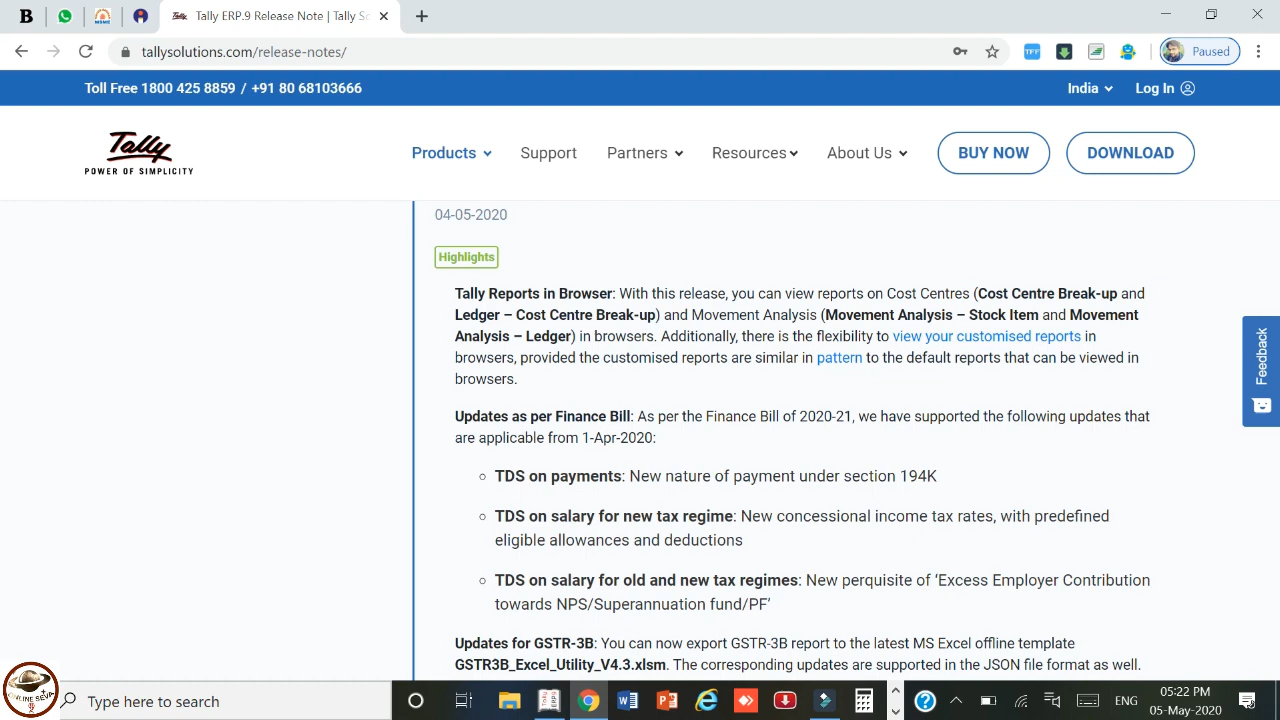 B
MSME
Tally ERP.9 Release Note | Tally So
tallysolutions.com/release-notes/
TFF
Paused
Toll Free 1800 425 8859 / +91 80 68103666
India
Log In
Tally
POWER OF SIMPLICITY
Products
Support
Partners
Resources
About Us
BUY NOW
DOWNLOAD
04-05-2020
Highlights
Tally Reports in Browser: With this release, you can view reports on Cost Centres (Cost Centre Break-up and
Ledger – Cost Centre Break-up) and Movement Analysis (Movement Analysis – Stock Item and Movement
Analysis – Ledger) in browsers. Additionally, there is the flexibility to view your customised reports in
browsers, provided the customised reports are similar in pattern to the default reports that can be viewed in
browsers.
Updates as per Finance Bill: As per the Finance Bill of 2020-21, we have supported the following updates that
are applicable from 1-Apr-2020:
TDS on payments: New nature of payment under section 194K
TDS on salary for new tax regime: New concessional income tax rates, with predefined
eligible allowances and deductions
TDS on salary for old and new tax regimes: New perquisite of ‘Excess Employer Contribution
towards NPS/Superannuation fund/PF’
Updates for GSTR-3B: You can now export GSTR-3B report to the latest MS Excel offline template
GSTR3B_Excel_Utility_V4.3.xlsm. The corresponding updates are supported in the JSON file format as well.
Feedback
ONLINE SEVA
Type here to search
ENG
05:22 PM
05-May-2020